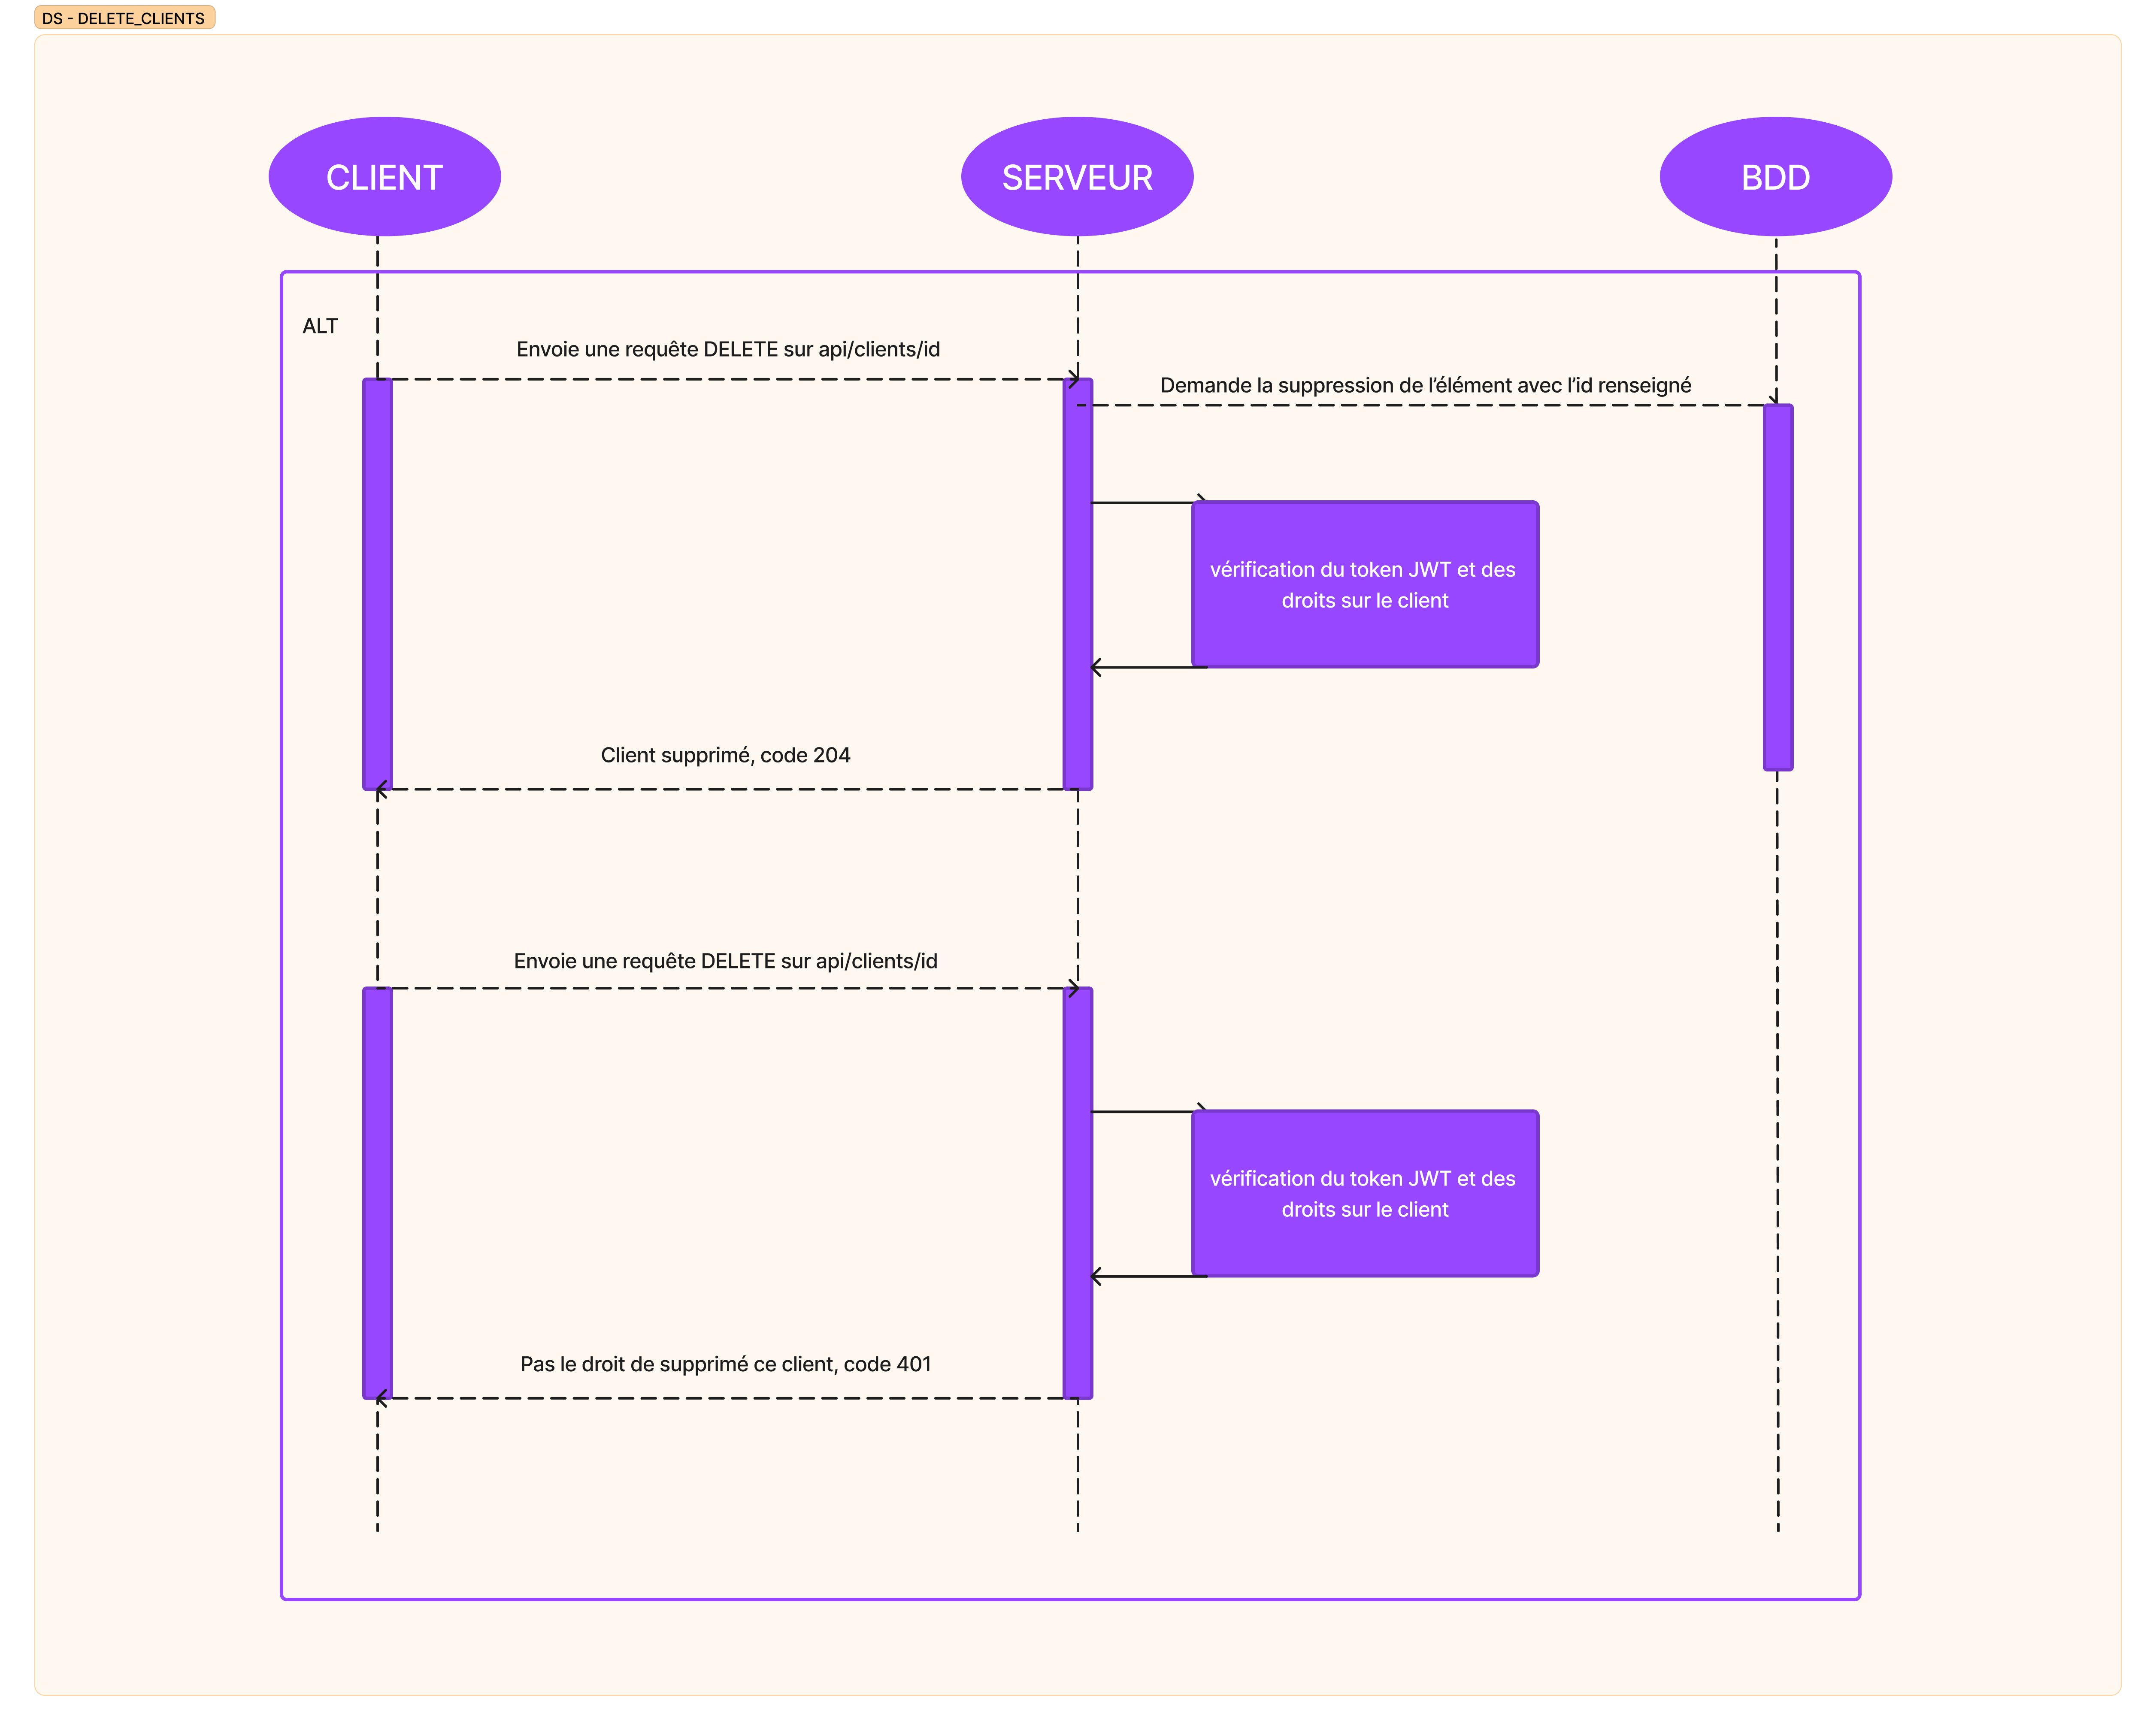 DS - DELETE_CLIENTS
CLIENT
SERVEUR
BDD
ALT
Envoie une requête DELETE sur api/clients/id
Demande la suppression de l’élément avec l’id renseigné
vérification du token JWT et des
droits sur le client
Client supprimé, code 204
Envoie une requête DELETE sur api/clients/id
vérification du token JWT et des
droits sur le client
Pas le droit de supprimé ce client, code 401